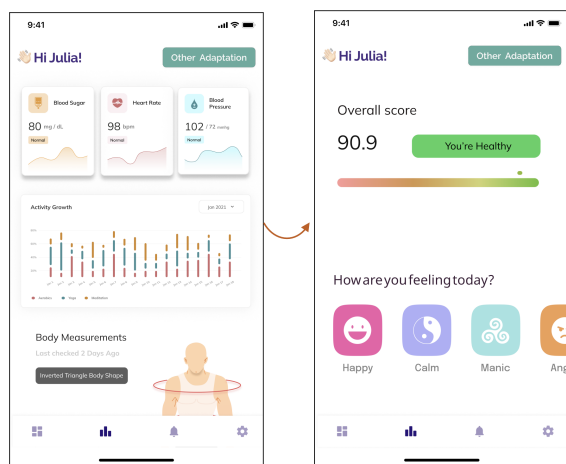 9:41
Hi Julia!
Other Adaptation
Blood Sugar
80 mg / dL
Normal
Heart Rate
98 bpm
Normal
Blood
Pressure
102 / 72 mmHg
Normal
Activity Growth
Jan 2021
Aerobics
Yoga
Meditation
Body Measurements
Last checked 2 Days Ago
Inverted Triangle Body Shape
9:41
Hi Julia!
Other Adaptation
Overall score
90.9
You're Healthy
How are you feeling today?
Happy
Calm
Manic
Ang